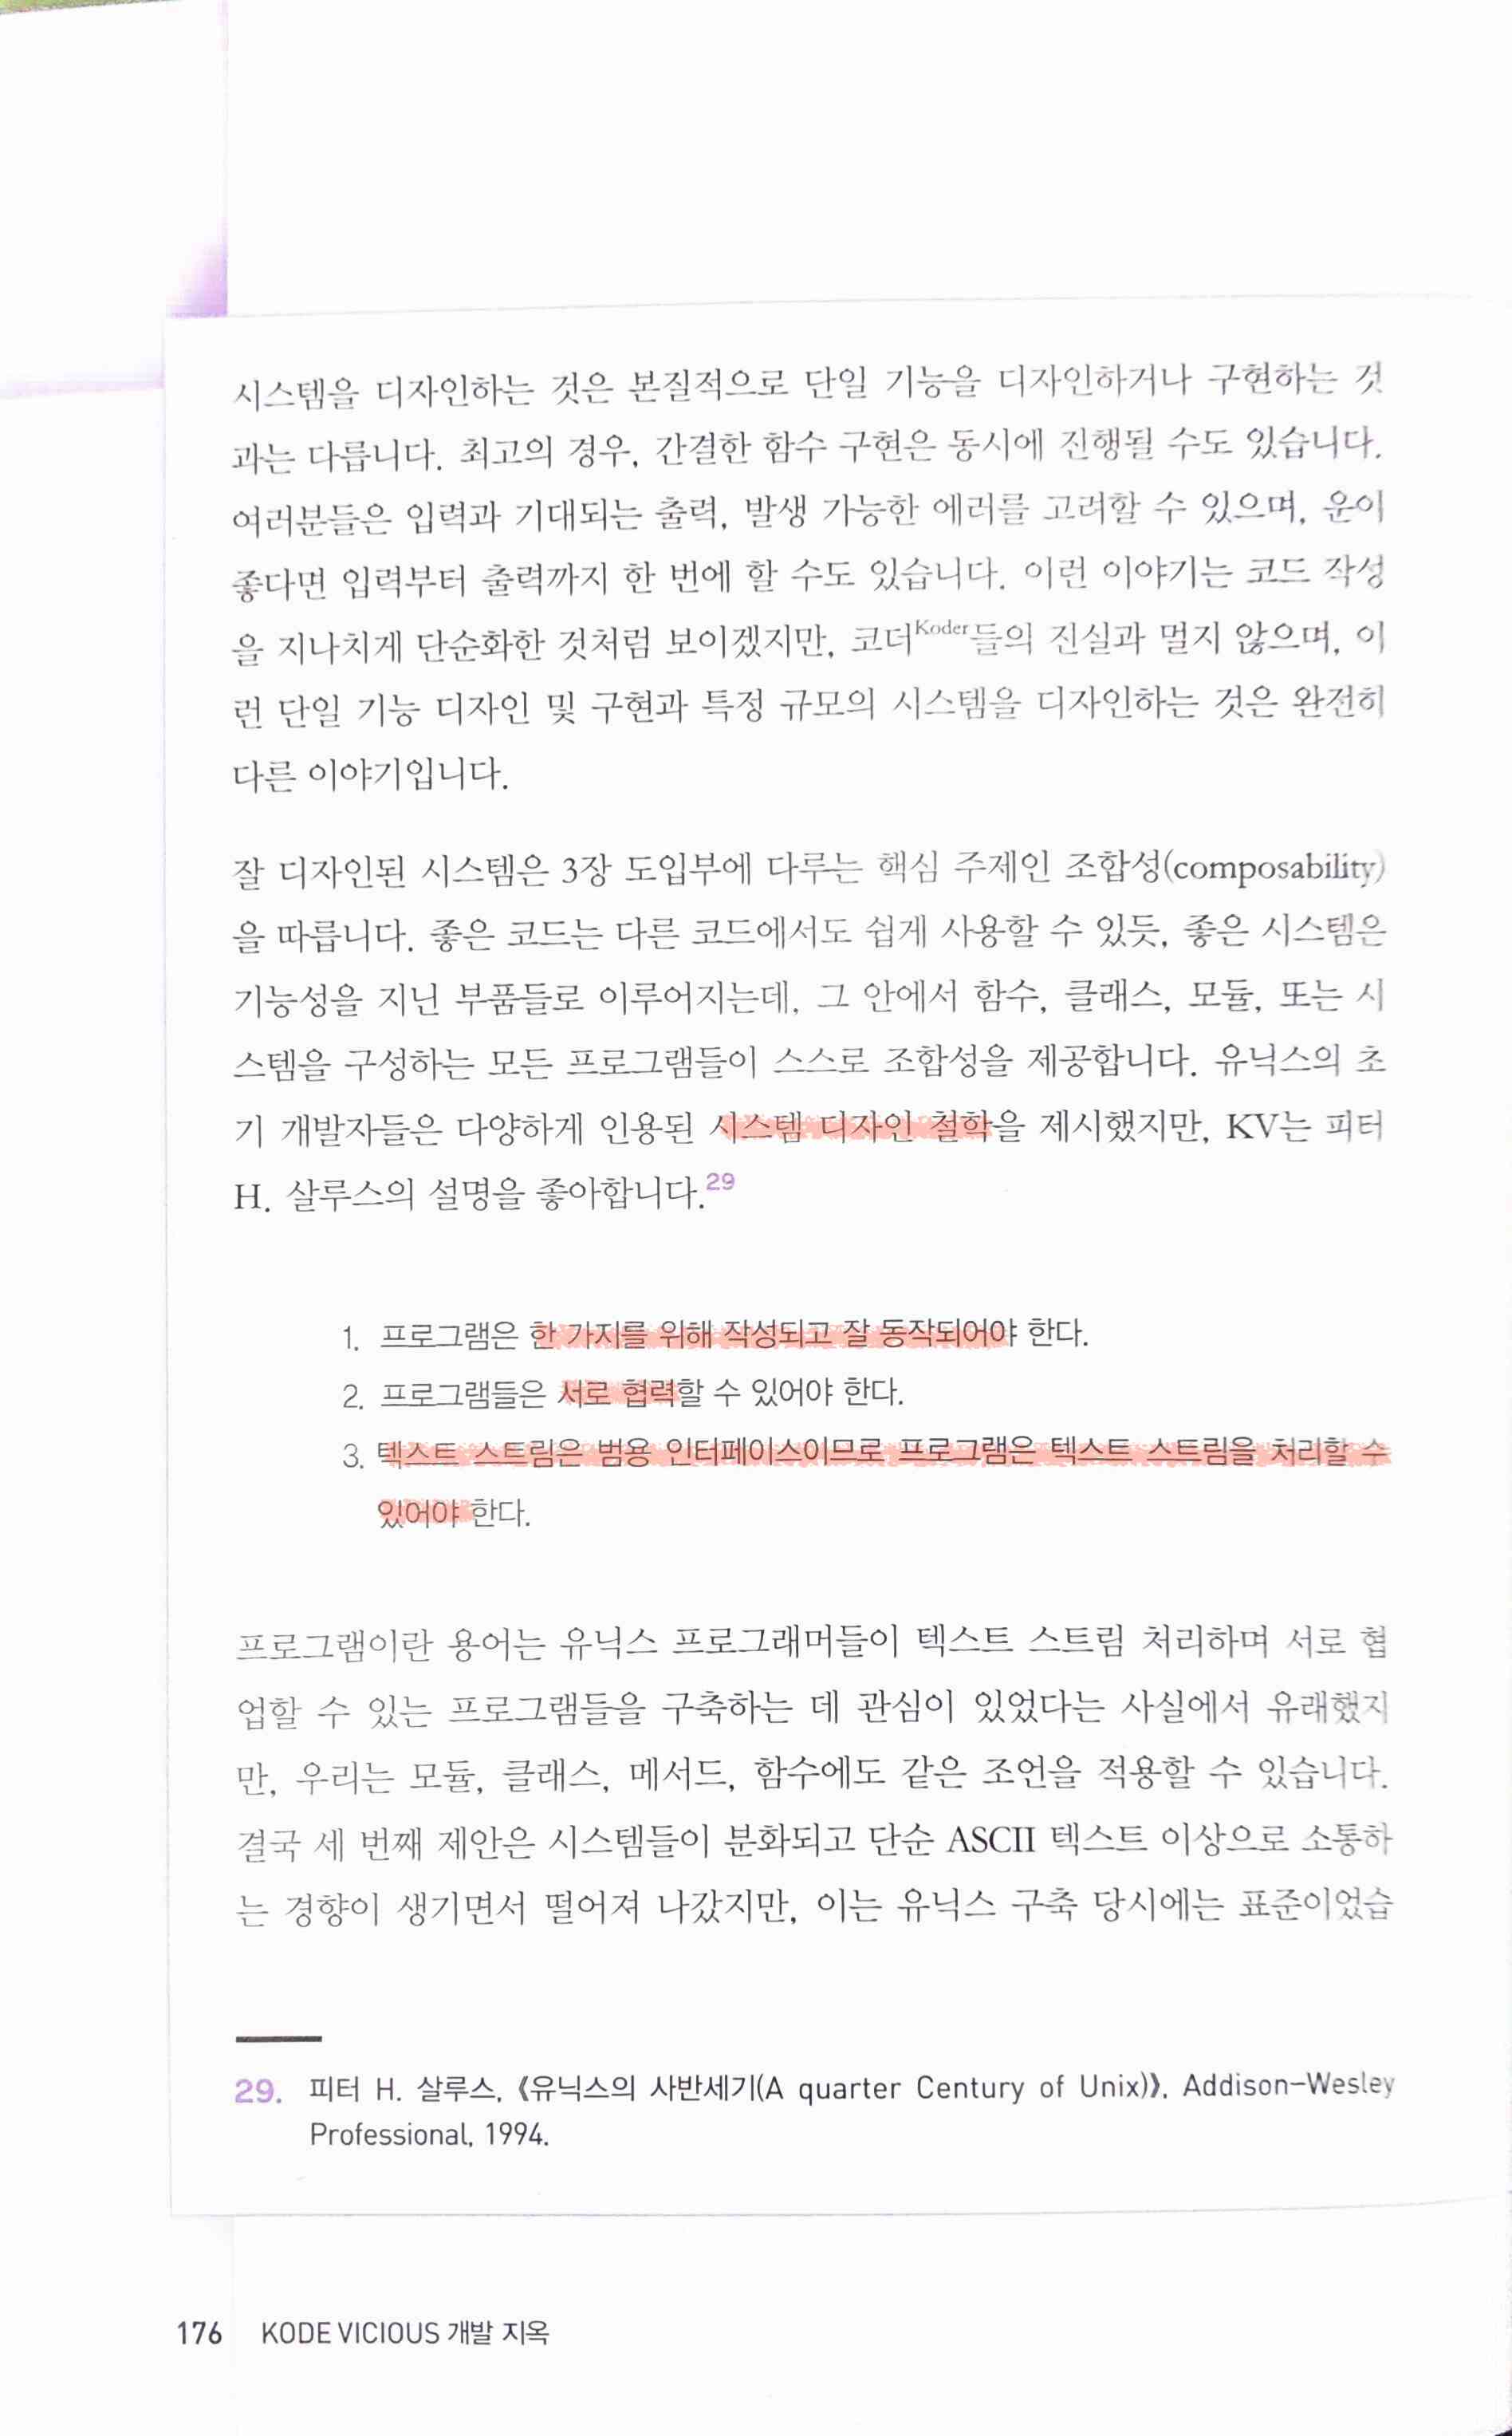 시스템을 디자인하는 것은 본질적으로 단일 기능을 디자인하거나 구현하는 것
과는 다릅니다. 최고의 경우, 간결한 함수 구현은 동시에 진행될 수도 있습니다.
여러분들은 입력과 기대되는 출력, 발생 가능한 에러를 고려할 수 있으며, 운이
좋다면 입력부터 출력까지 한 번에 할 수도 있습니다. 이런 이야기는 코드 작성
을 지나치게 단순화한 것처럼 보이겠지만, 코더Koder들의 진실과 멀지 않으며, 이
런 단일 기능 디자인 및 구현과 특정 규모의 시스템을 디자인하는 것은 완전히
다른 이야기입니다.
잘 디자인된 시스템은 3장 도입부에 다루는 핵심 주제인 조합성(composability)
을 따릅니다. 좋은 코드는 다른 코드에서도 쉽게 사용할 수 있듯, 좋은 시스템은
기능성을 지닌 부품들로 이루어지는데, 그 안에서 함수, 클래스, 모듈, 또는 시
스템을 구성하는 모든 프로그램들이 스스로 조합성을 제공합니다. 유닉스의 초
기 개발자들은 다양하게 인용된 시스템 디자인 철학을 제시했지만, KV는 피터
H. 살루스의 설명을 좋아합니다.29
1. 프로그램은 한 가지를 위해 작성되고 잘 동작되어야 한다.
2. 프로그램들은 서로 협력할 수 있어야 한다.
3. 텍스트 스트림은 범용 인터페이스이므로 프로그램은 텍스트 스트림을 처리할 수
있어야 한다.
프로그램이란 용어는 유닉스 프로그래머들이 텍스트 스트림 처리하며 서로 협
업할 수 있는 프로그램들을 구축하는 데 관심이 있었다는 사실에서 유래했지
만, 우리는 모듈, 클래스, 메서드, 함수에도 같은 조언을 적용할 수 있습니다.
결국 세 번째 제안은 시스템들이 분화되고 단순 ASCII 텍스트 이상으로 소통하
는 경향이 생기면서 떨어져 나갔지만, 이는 유닉스 구축 당시에는 표준이었습
29. 피터 H. 살루스, 《유닉스의 사반세기(A quarter Century of Unix)》, Addison-Wesley
Professional, 1994.
176 KODE VICIOUS 개발 지옥